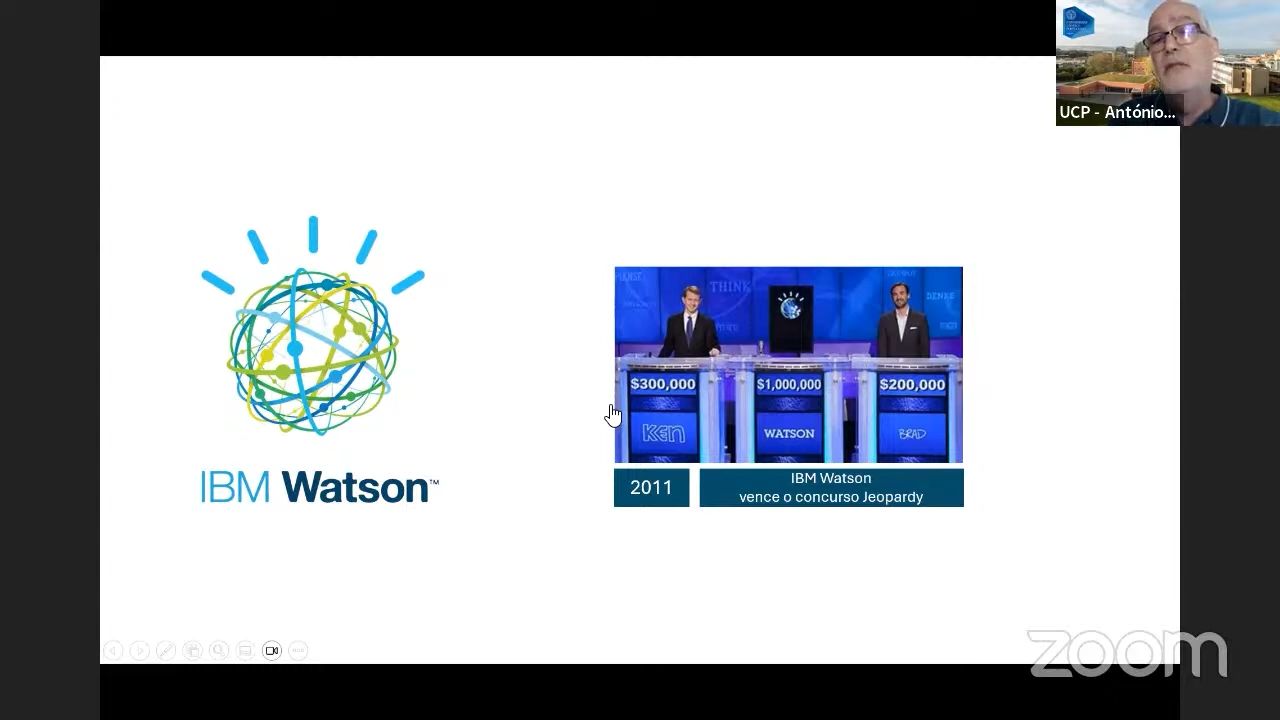 UCP - António...
THINK
DENKE
$300,000
$1,000,000
$200,000
KEN
WATSON
BRAD
IBM Watson™
2011
IBM Watson
vence o concurso Jeopardy
zoom